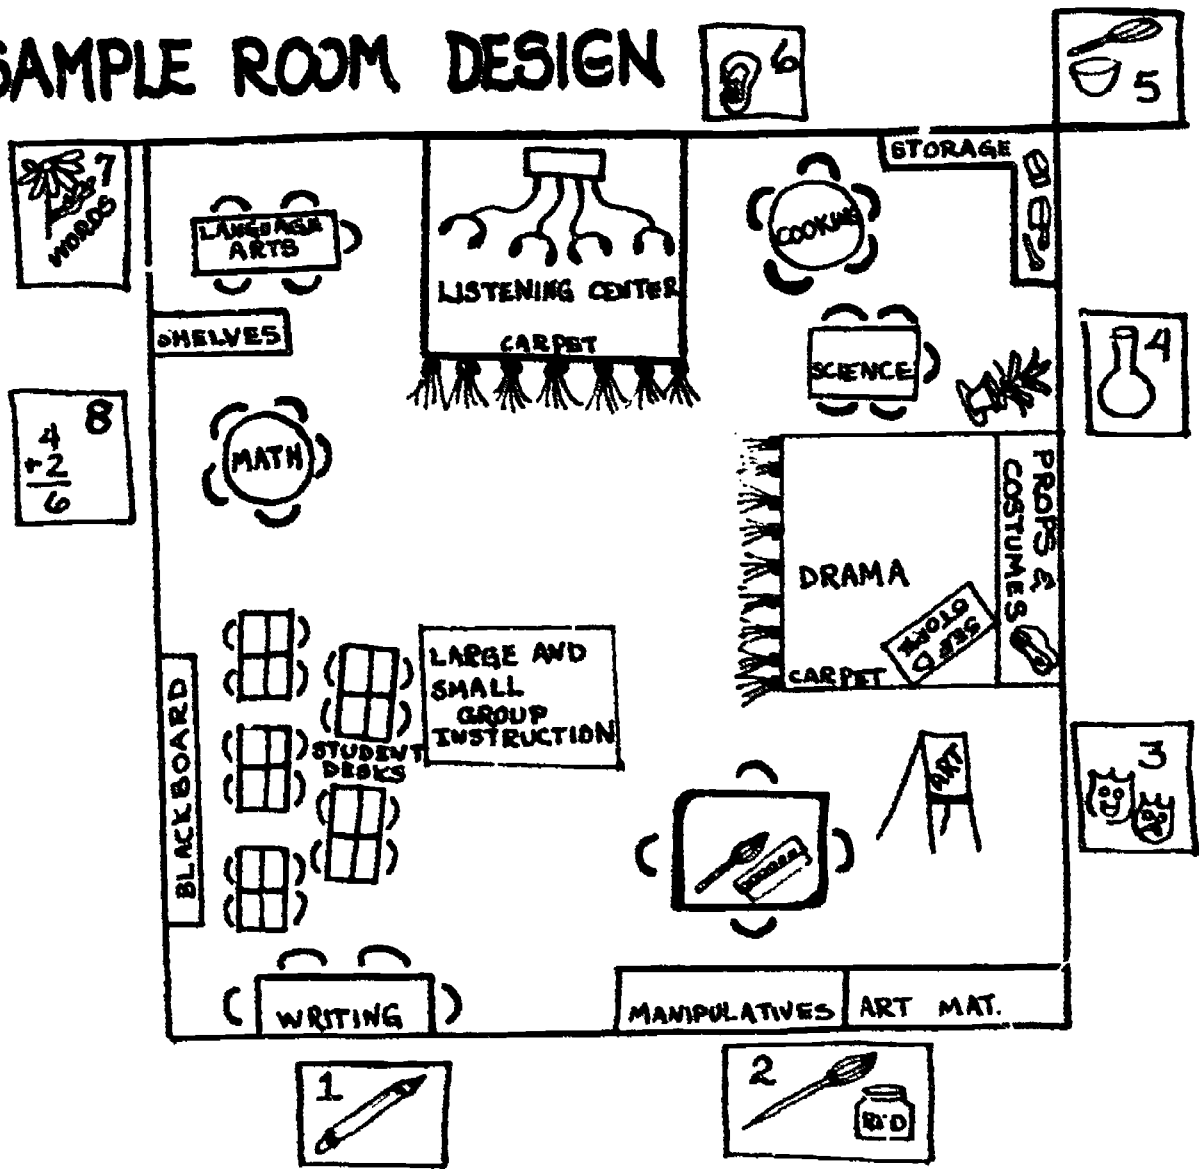 SAMPLE ROOM DESIGN
6
5
7
WORDS
STORAGE
LANGUAGE
ARTS
COOKING
LISTENING CENTER
CARPET
SHELVES
SCIENCE
4
8
4
+2
6
MATH
PROPS &
COSTUMES
DRAMA
CARPET
BLACKBOARD
LARGE AND
SMALL
GROUP
INSTRUCTION
STUDENT
DESKS
ART
3
WRITING
MANIPULATIVES
ART MAT.
1
2
RED